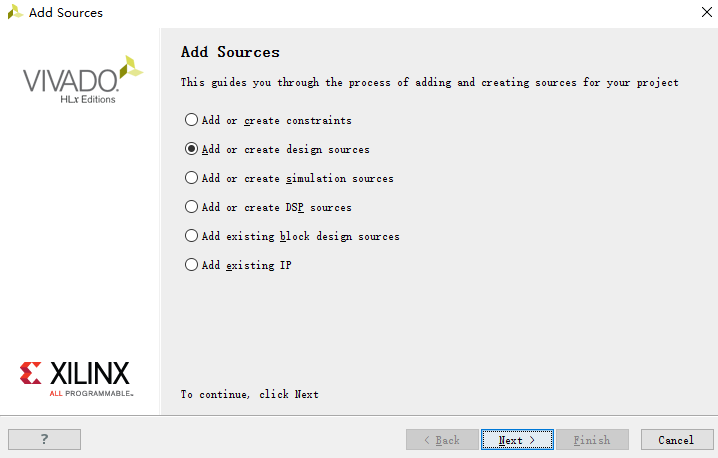 Add Sources
VIVADO.
HLx Editions
Add Sources
This guides you through the process of adding and creating sources for your project
Add or create constraints
Add or create design sources
Add or create simulation sources
Add or create DSP sources
Add existing block design sources
Add existing IP
XILINX
ALL PROGRAMMABLE™
To continue, click Next
?
< Back
Next >
Finish
Cancel